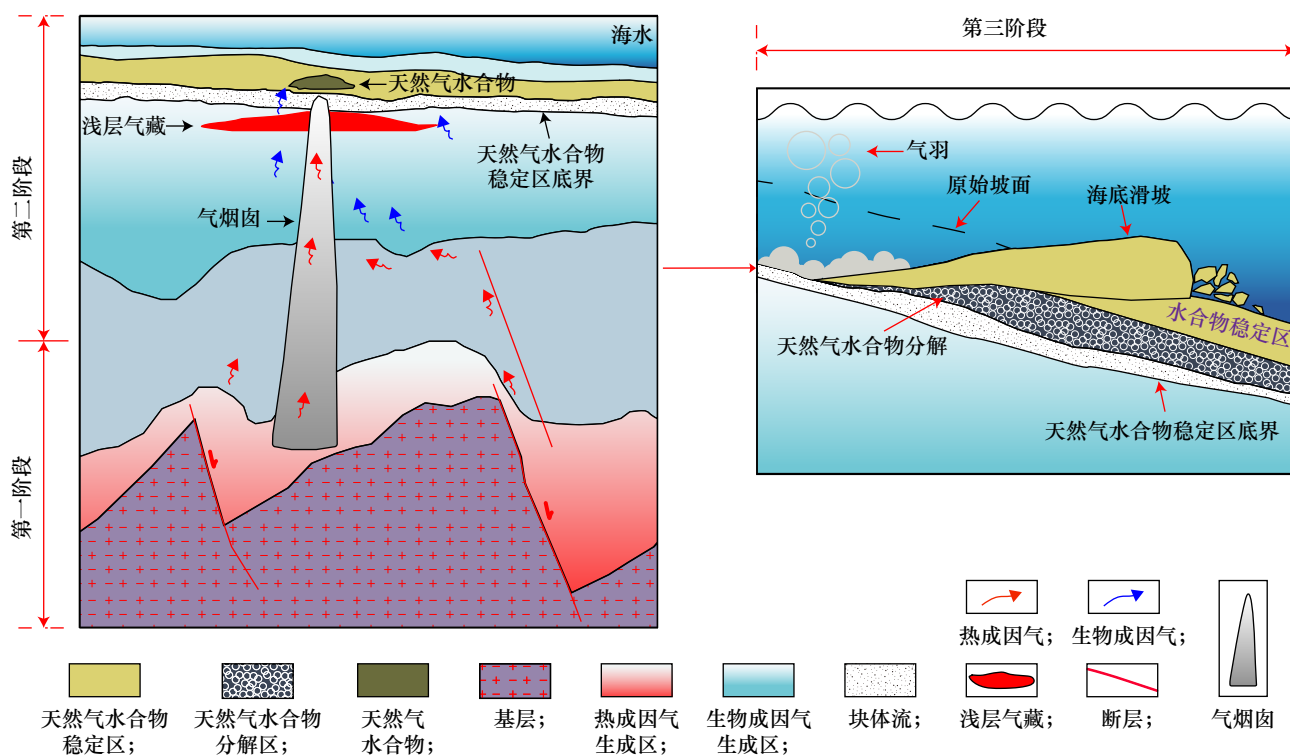 海水
天然气水合物
浅层气藏
天然气水合物
稳定区底界
气烟囱
第二阶段
第一阶段
第三阶段
气羽
原始坡面
海底滑坡
水合物稳定区
天然气水合物分解
天然气水合物稳定区底界
热成因气;
生物成因气;
天然气水合物
稳定区;
天然气水合物
分解区;
天然气
水合物;
基层;
热成因气
生成区;
生物成因气
生成区;
块体流;
浅层气藏;
断层;
气烟囱